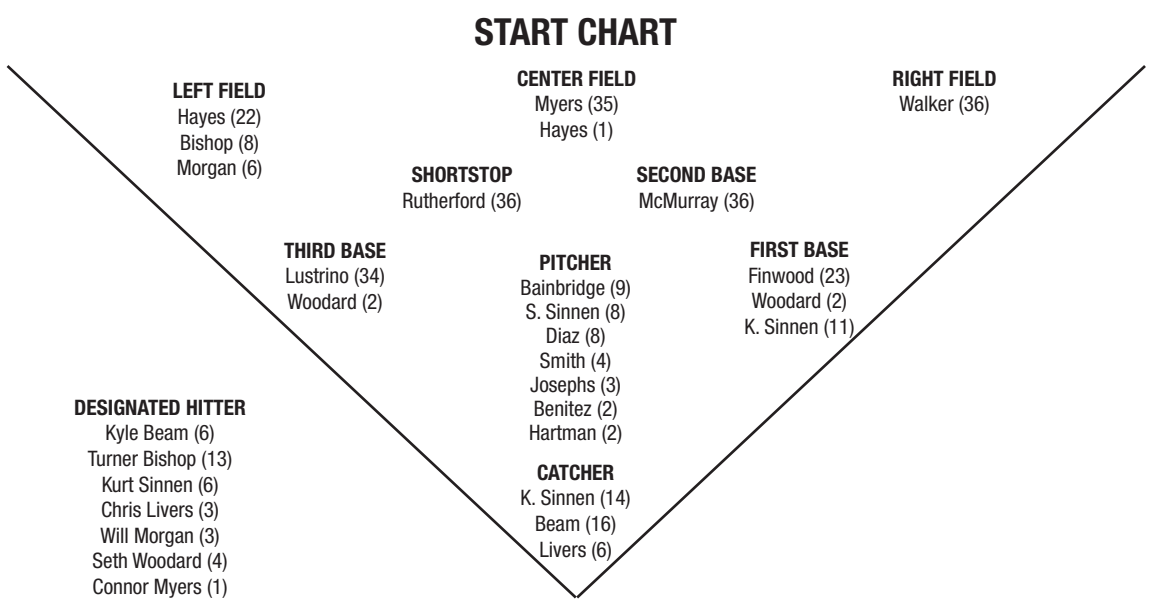 START CHART
LEFT FIELD
Hayes (22)
Bishop (8)
Morgan (6)
CENTER FIELD
Myers (35)
Hayes (1)
RIGHT FIELD
Walker (36)
SHORTSTOP
Rutherford (36)
SECOND BASE
McMurray (36)
THIRD BASE
Lustrino (34)
Woodard (2)
PITCHER
Bainbridge (9)
S. Sinnen (8)
Diaz (8)
Smith (4)
Josephs (3)
Benitez (2)
Hartman (2)
FIRST BASE
Finwood (23)
Woodard (2)
K. Sinnen (11)
DESIGNATED HITTER
Kyle Beam (6)
Turner Bishop (13)
Kurt Sinnen (6)
Chris Livers (3)
Will Morgan (3)
Seth Woodard (4)
Connor Myers (1)
CATCHER
K. Sinnen (14)
Beam (16)
Livers (6)